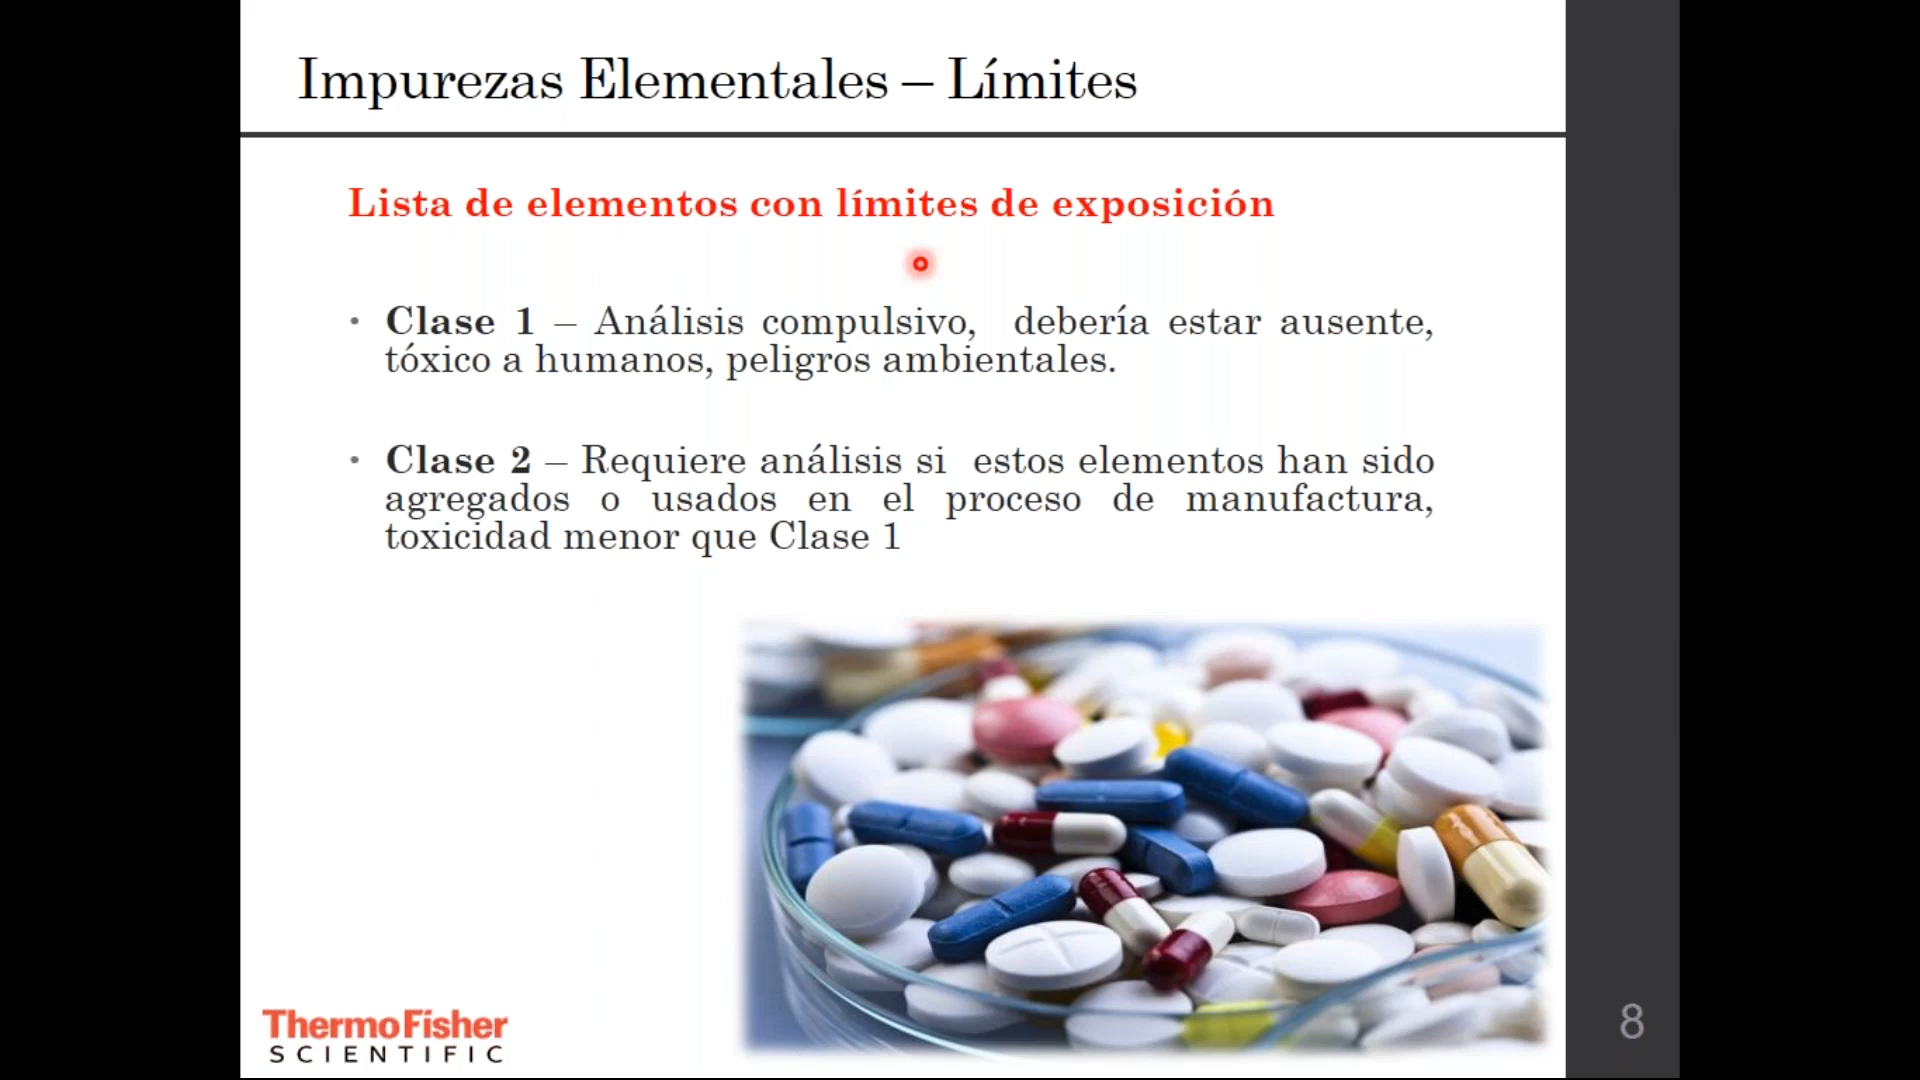 Impurezas Elementales – Límites
Lista de elementos con límites de exposición
• Clase 1 – Análisis compulsivo, debería estar ausente,
tóxico a humanos, peligros ambientales.
• Clase 2 – Requiere análisis si estos elementos han sido
agregados o usados en el proceso de manufactura,
toxicidad menor que Clase 1
ThermoFisher
SCIENTIFIC
8